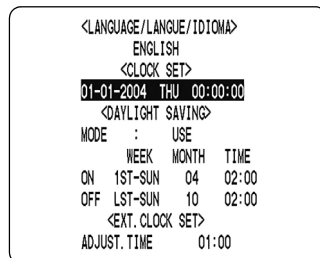 <LANGUAGE/LANGUE/IDIOMA>
ENGLISH
<CLOCK SET>
01-01-2004 THU 00:00:00
<DAYLIGHT SAVING>
MODE : USE
WEEK MONTH TIME
ON 1ST-SUN 04 02:00
OFF LST-SUN 10 02:00
<EXT.CLOCK SET>
ADJUST.TIME 01:00